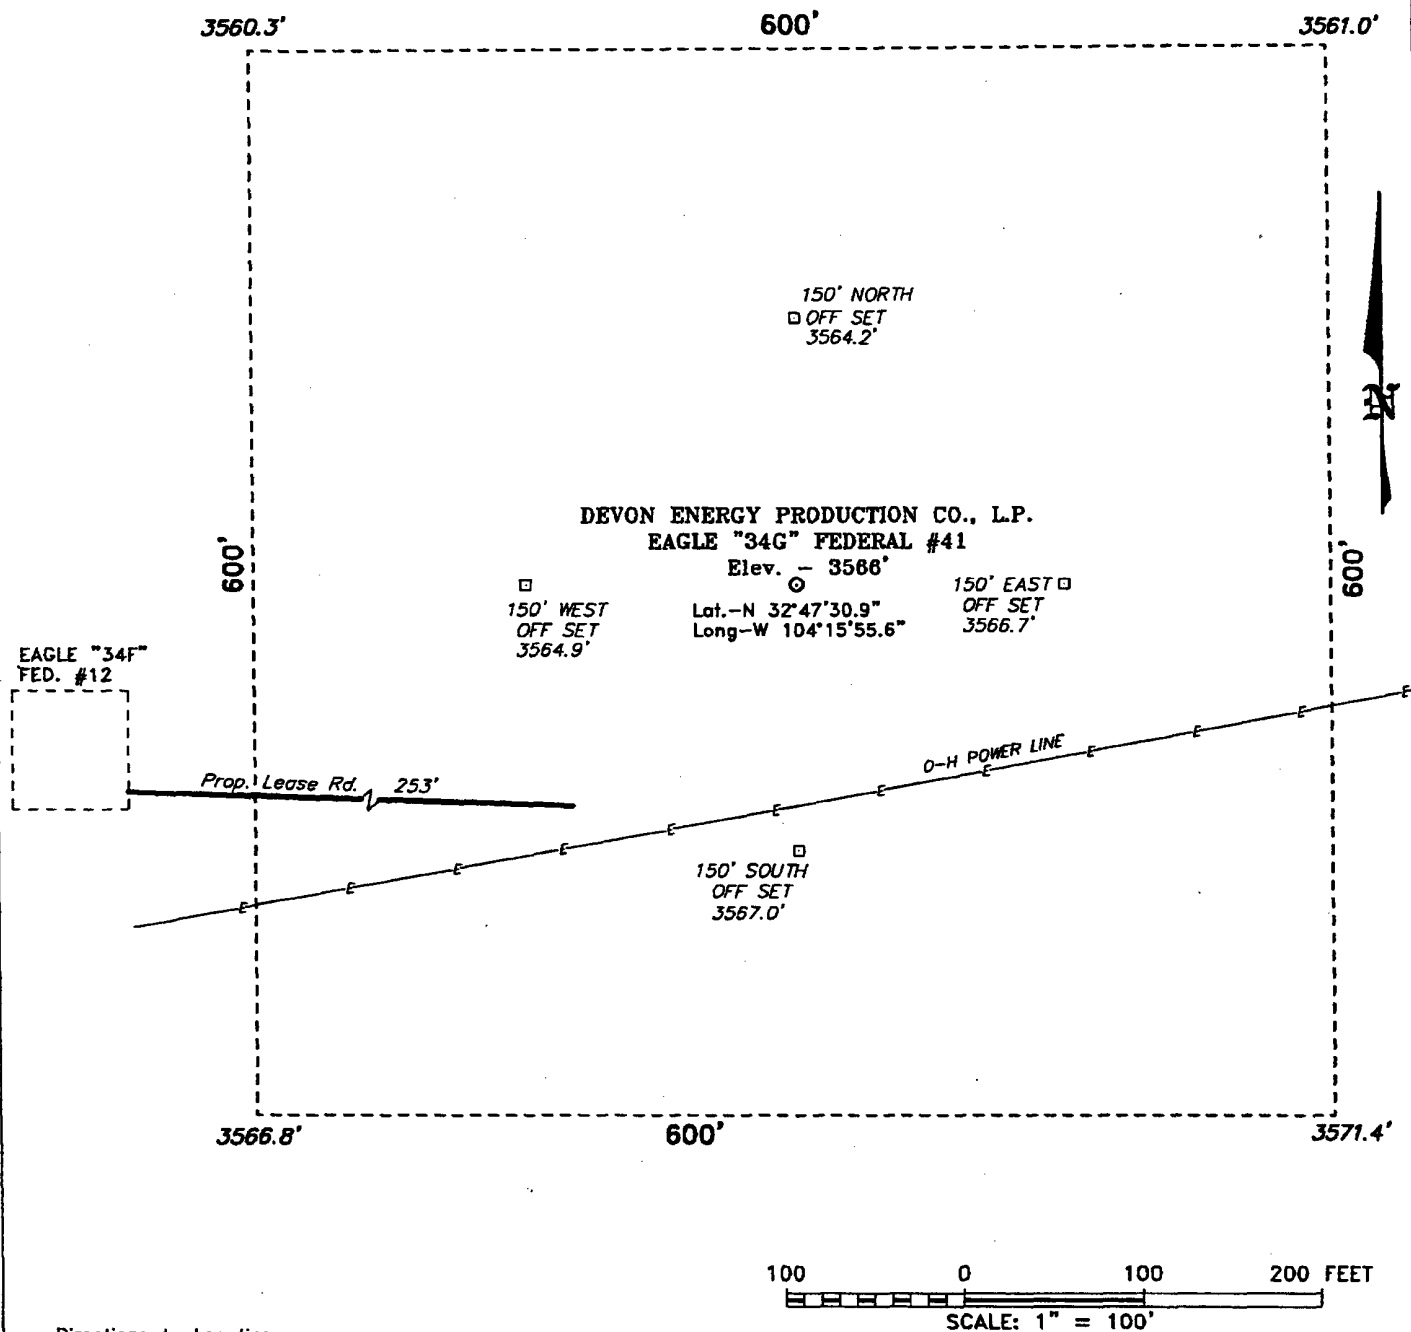 3560.3'
600'
3561.0'
150' NORTH
OFF SET
3564.2'
N
DEVON ENERGY PRODUCTION CO., L.P.
EAGLE "34G" FEDERAL #41
Elev. - 3566'
600'
600'
150' WEST
OFF SET
3564.9'
Lat.-N 32°47'30.9"
Long-W 104°15'55.6"
150' EAST
OFF SET
3566.7'
EAGLE "34F"
FED. #12
O-H POWER LINE
E E E E E E E E E E E E
Prop. Lease Rd. 253'
150' SOUTH
OFF SET
3567.0'
3566.8'
600'
3571.4'
100 0 100 200 FEET
SCALE: 1" = 100'